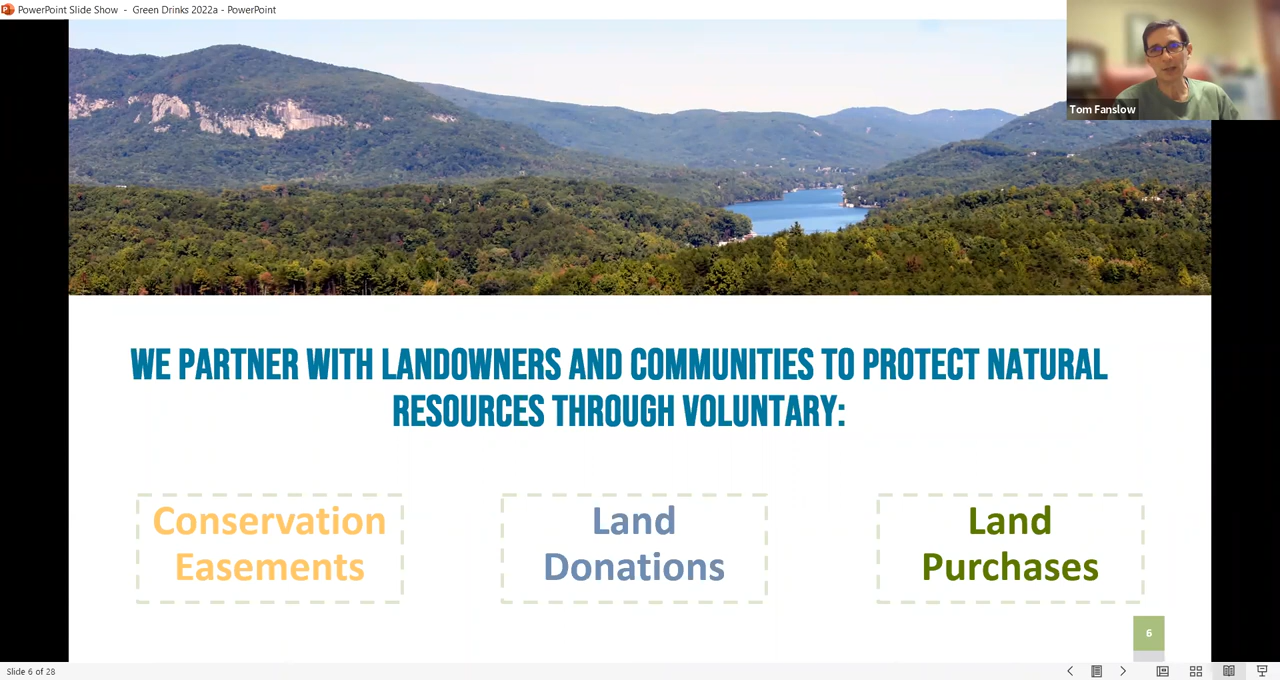 PowerPoint Slide Show - Green Drinks 2022a - PowerPoint
Tom Fanslow
WE PARTNER WITH LANDOWNERS AND COMMUNITIES TO PROTECT NATURAL
RESOURCES THROUGH VOLUNTARY:
Conservation
Easements
Land
Donations
Land
Purchases
6
Slide 6 of 28